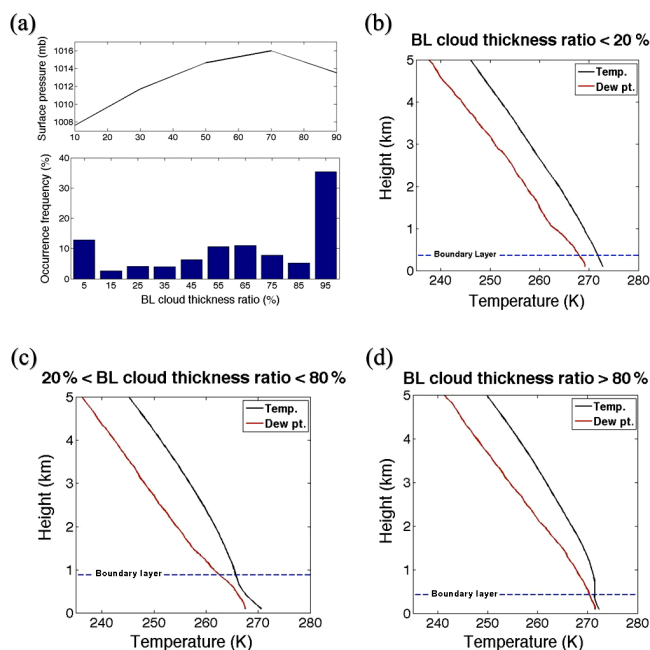 (a)
Surface pressure (mb)
1016
1014
1012
1010
1008
10 20 30 40 50 60 70 80 90
Occurrence frequency (%)
40
30
20
10
0
5 15 25 35 45 55 65 75 85 95
BL cloud thickness ratio (%)
(b)
BL cloud thickness ratio < 20 %
Temp.
Dew pt.
Height (km)
5
4
3
2
1
0
Boundary Layer
240 250 260 270 280
Temperature (K)
(c)
20 % < BL cloud thickness ratio < 80 %
Temp.
Dew pt.
Height (km)
5
4
3
2
1
0
Boundary layer
240 250 260 270 280
Temperature (K)
(d)
BL cloud thickness ratio > 80 %
Temp.
Dew pt.
Height (km)
5
4
3
2
1
0
Boundary layer
240 250 260 270 280
Temperature (K)